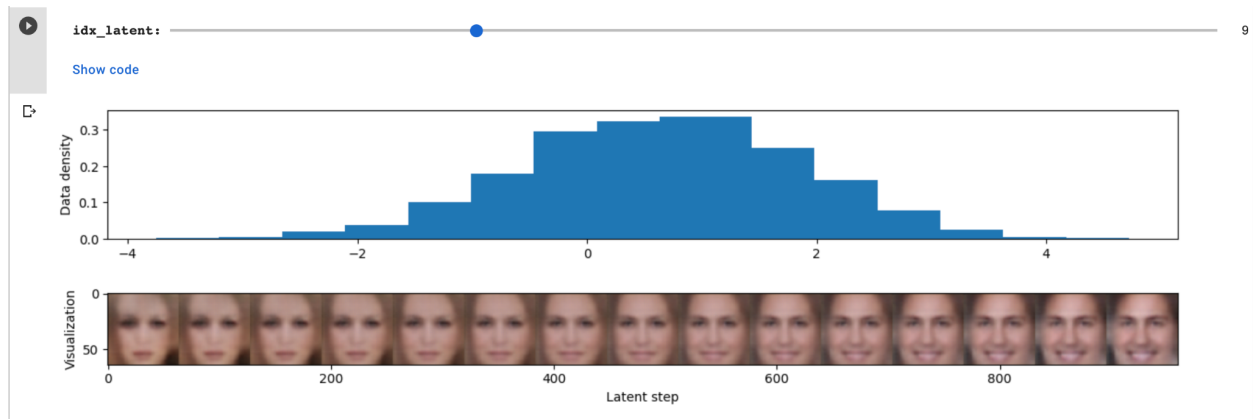 idx_latent: 9
Show code
Data density
0.3
0.2
0.1
0.0
−4 −2 0 2 4
Visualization
0
50
0 200 400 600 800
Latent step